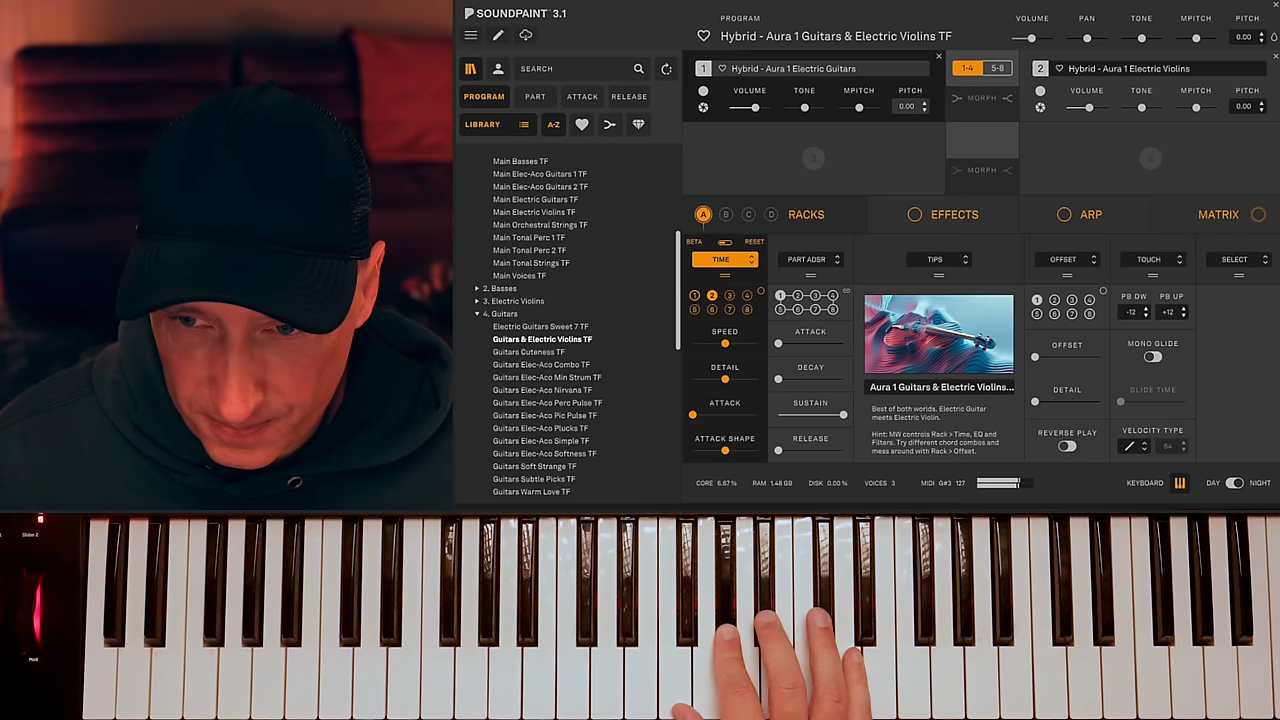 SOUNDPAINT 3.1
PROGRAM
Hybrid - Aura 1 Guitars & Electric Violins TF
VOLUME PAN TONE MPITCH PITCH
0.00
SEARCH
PROGRAM PART ATTACK RELEASE
LIBRARY A-Z
1 Hybrid - Aura 1 Electric Guitars
VOLUME TONE MPITCH PITCH
0.00
1-4 5-8
MORPH
2 Hybrid - Aura 1 Electric Violins
VOLUME TONE MPITCH PITCH
0.00
3
MORPH
4
Main Basses TF
Main Elec-Aco Guitars 1 TF
Main Elec-Aco Guitars 2 TF
Main Electric Guitars TF
Main Electric Violins TF
Main Orchestral Strings TF
Main Tonal Perc 1 TF
Main Tonal Perc 2 TF
Main Tonal Strings TF
Main Voices TF
2. Basses
3. Electric Violins
4. Guitars
Electric Guitars Sweet 7 TF
Guitars & Electric Violins TF
Guitars Cuteness TF
Guitars Elec-Aco Combo TF
Guitars Elec-Aco Min Strum TF
Guitars Elec-Aco Nirvana TF
Guitars Elec-Aco Perc Pulse TF
Guitars Elec-Aco Pic Pulse TF
Guitars Elec-Aco Plucks TF
Guitars Elec-Aco Simple TF
Guitars Elec-Aco Softness TF
Guitars Soft Strange TF
Guitars Subtle Picks TF
Guitars Warm Love TF
A B C D RACKS EFFECTS ARP MATRIX
BETA RESET
TIME PART ADSR TIPS OFFSET TOUCH SELECT
1 2 3 4
5 6 7 8
SPEED
DETAIL
ATTACK
ATTACK SHAPE
1 2 3 4
5 6 7 8
ATTACK
DECAY
SUSTAIN
RELEASE
Aura 1 Guitars & Electric Violins...
Best of both worlds. Electric Guitar
meets Electric Violin.
Hint: MW controls Rack > Time, EQ and
Filters. Try different chord combos and
mess around with Rack > Offset.
1 2 3 4
5 6 7 8
OFFSET
DETAIL
REVERSE PLAY
PB DW PB UP
-12 +12
MONO GLIDE
GLIDE TIME
VELOCITY TYPE
64
CORE 6.67 % RAM 1.48 GB DISK 0.00 % VOICES 3 MIDI G#3 127
KEYBOARD DAY NIGHT
Slider 2
Mod